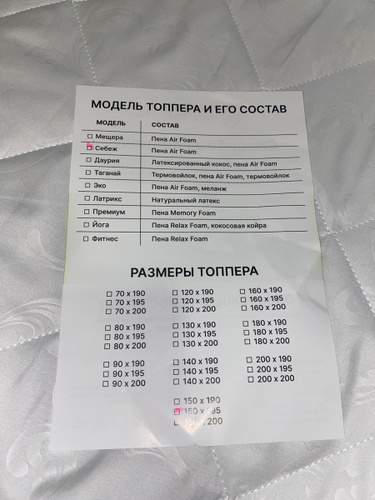 МОДЕЛЬ ТОППЕРА И ЕГО СОСТАВ
МОДЕЛЬ СОСТАВ
Мещора Пена Air Foam
Себеж Пена Air Foam
Даурия Латексированный кокос, пена Air Foam
Таганай Термовойлок, пена Air Foam, термовойлок
Эко Пена Air Foam, меланж
Латрикс Натуральный латекс
Премиум Пена Memory Foam
Йога Пена Relax Foam, кокосовая койра
Фитнес Пена Relax Foam
РАЗМЕРЫ ТОППЕРА
70 x 190 120 x 190 160 x 190
70 x 195 120 x 195 160 x 195
70 x 200 120 x 200 160 x 200
80 x 190 130 x 190 180 x 190
80 x 195 130 x 195 180 x 195
80 x 200 130 x 200 180 x 200
90 x 190 140 x 190 200 x 190
90 x 195 140 x 195 200 x 195
90 x 200 140 x 200 200 x 200
150 x 190
150 x 195
150 x 200